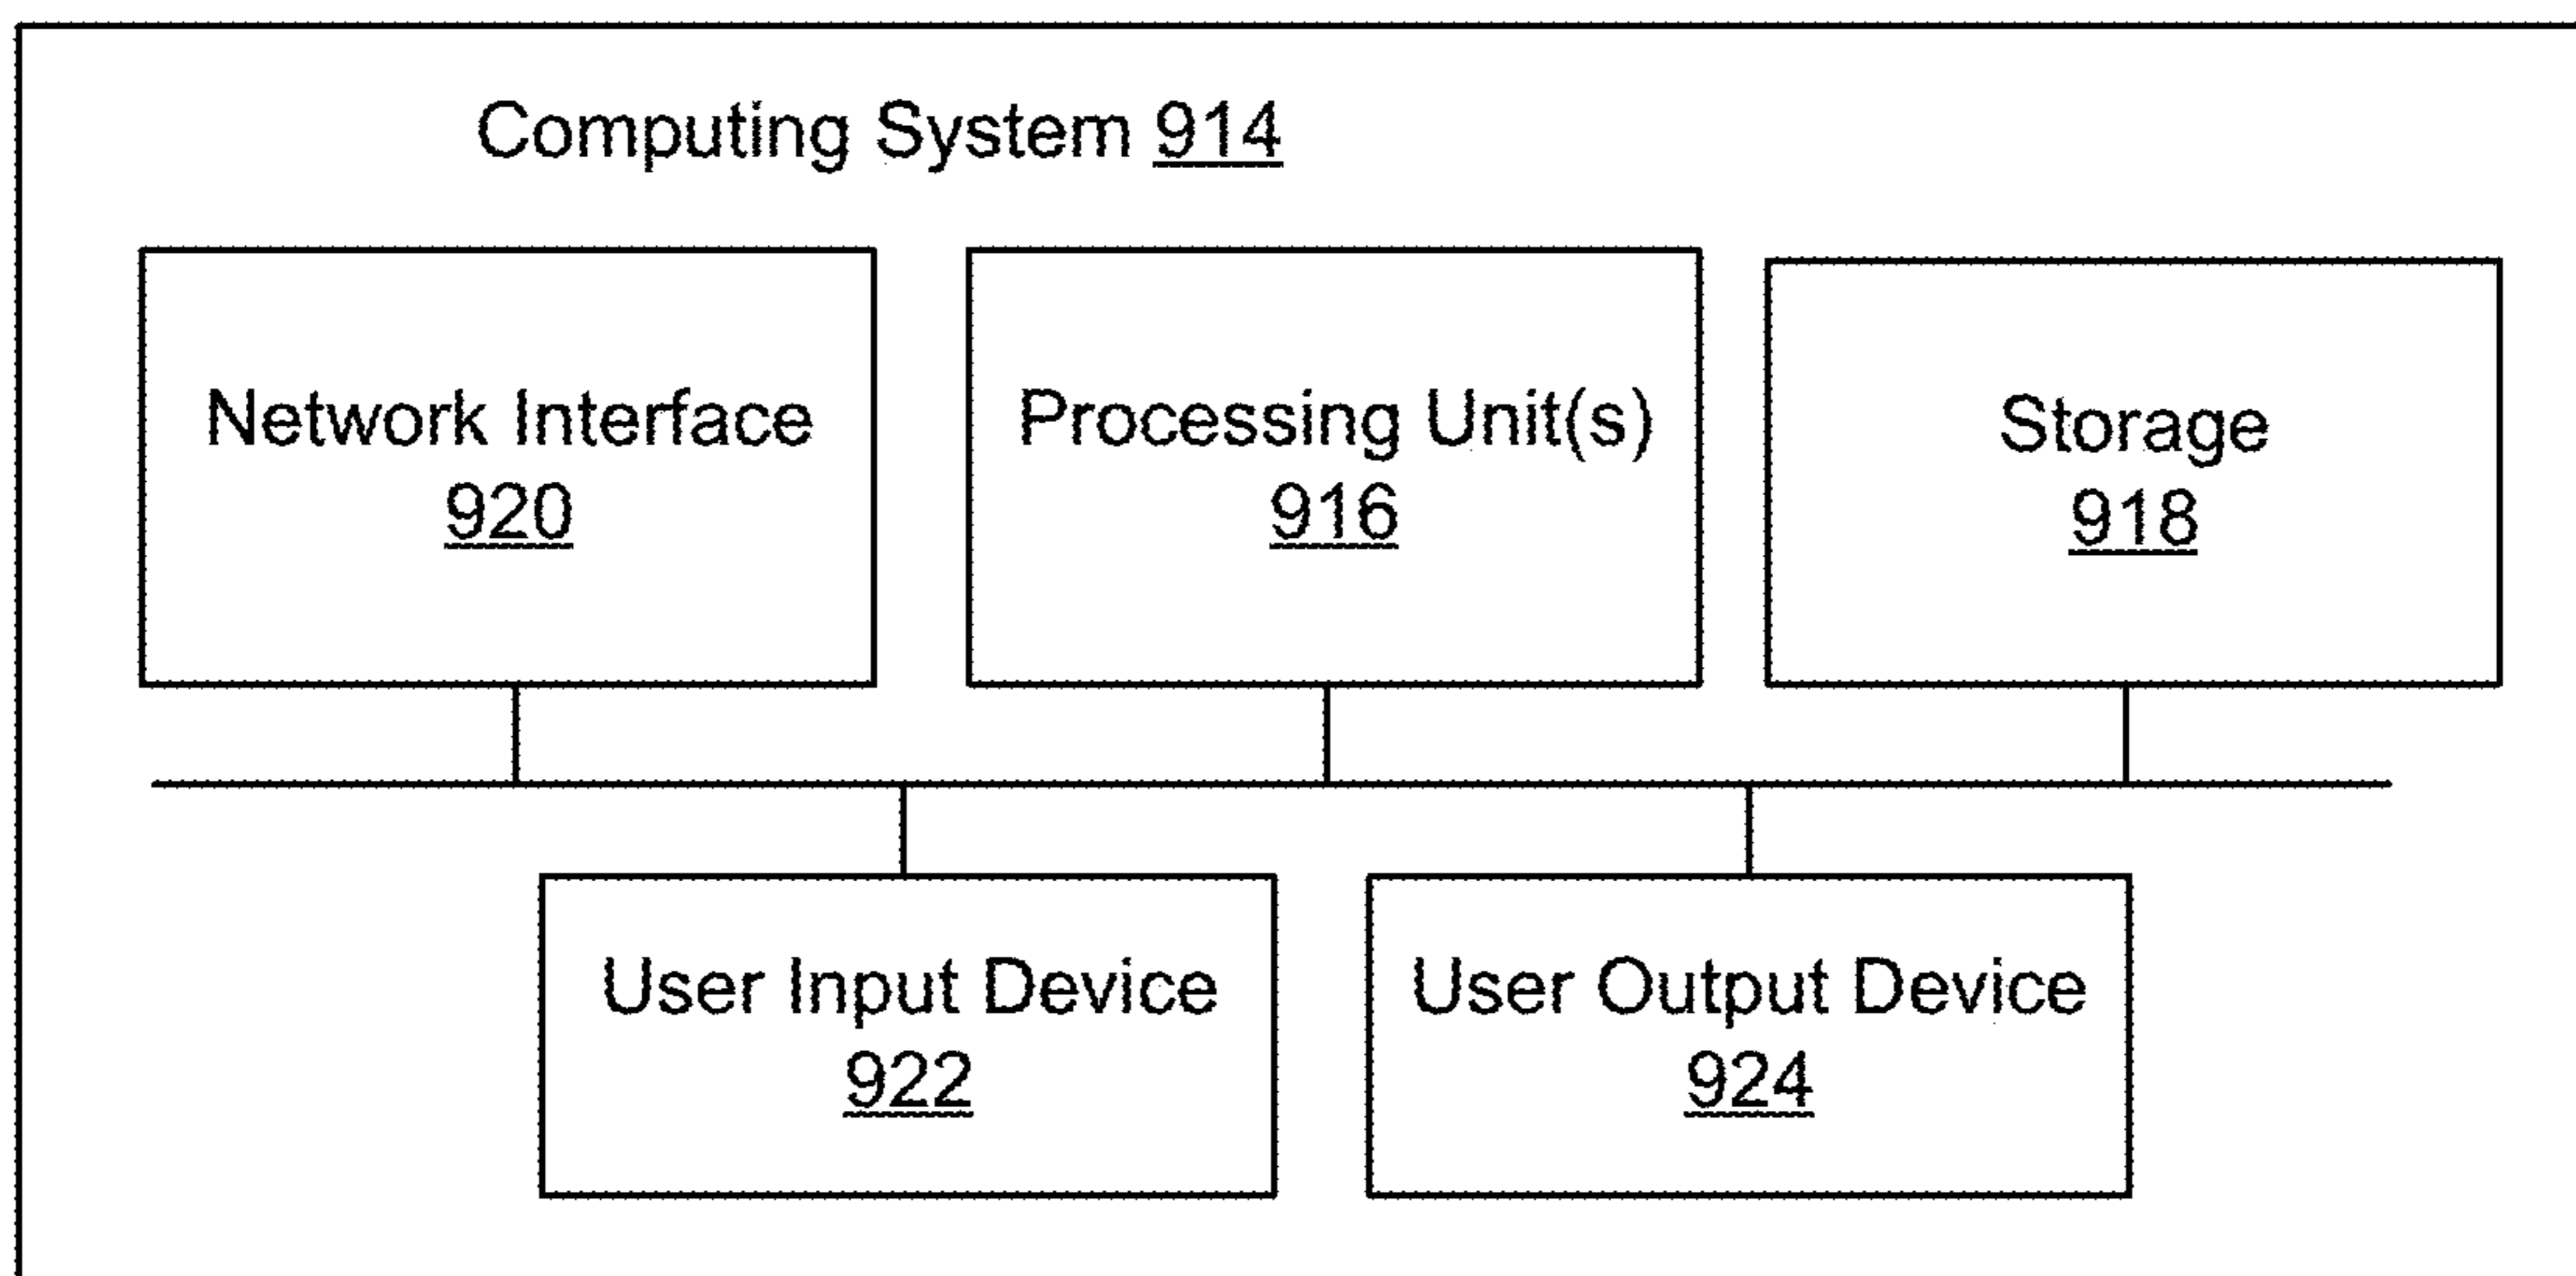 Computing System 914
Network Interface
920
Processing Unit(s)
916
Storage
918
User Input Device
922
User Output Device
924